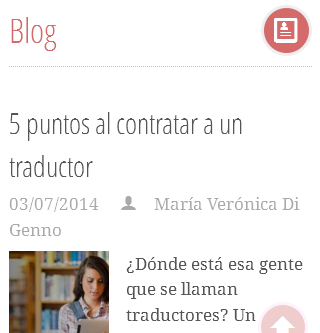 Blog
5 puntos al contratar a un
traductor
03/07/2014 María Verónica Di
Genno
¿Dónde está esa gente
que se llaman
traductores? Un